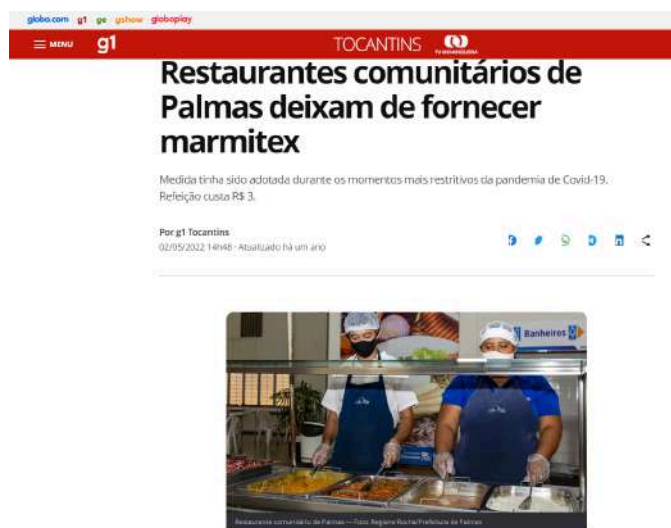 globo.com g1 ge gshow globoplay
MENU g1 TOCANTINS
Restaurantes comunitários de
Palmas deixam de fornecer
marmitex
Medida tinha sido adotada durante os momentos mais restritivos da pandemia de Covid-19.
Refeição custa R$ 3.
Por g1 Tocantins
02/05/2022 14h48 · Atualizado há um ano
Banheiros
Restaurante comunitário de Palmas — Foto: Regiane Rocha/Prefeitura de Palmas